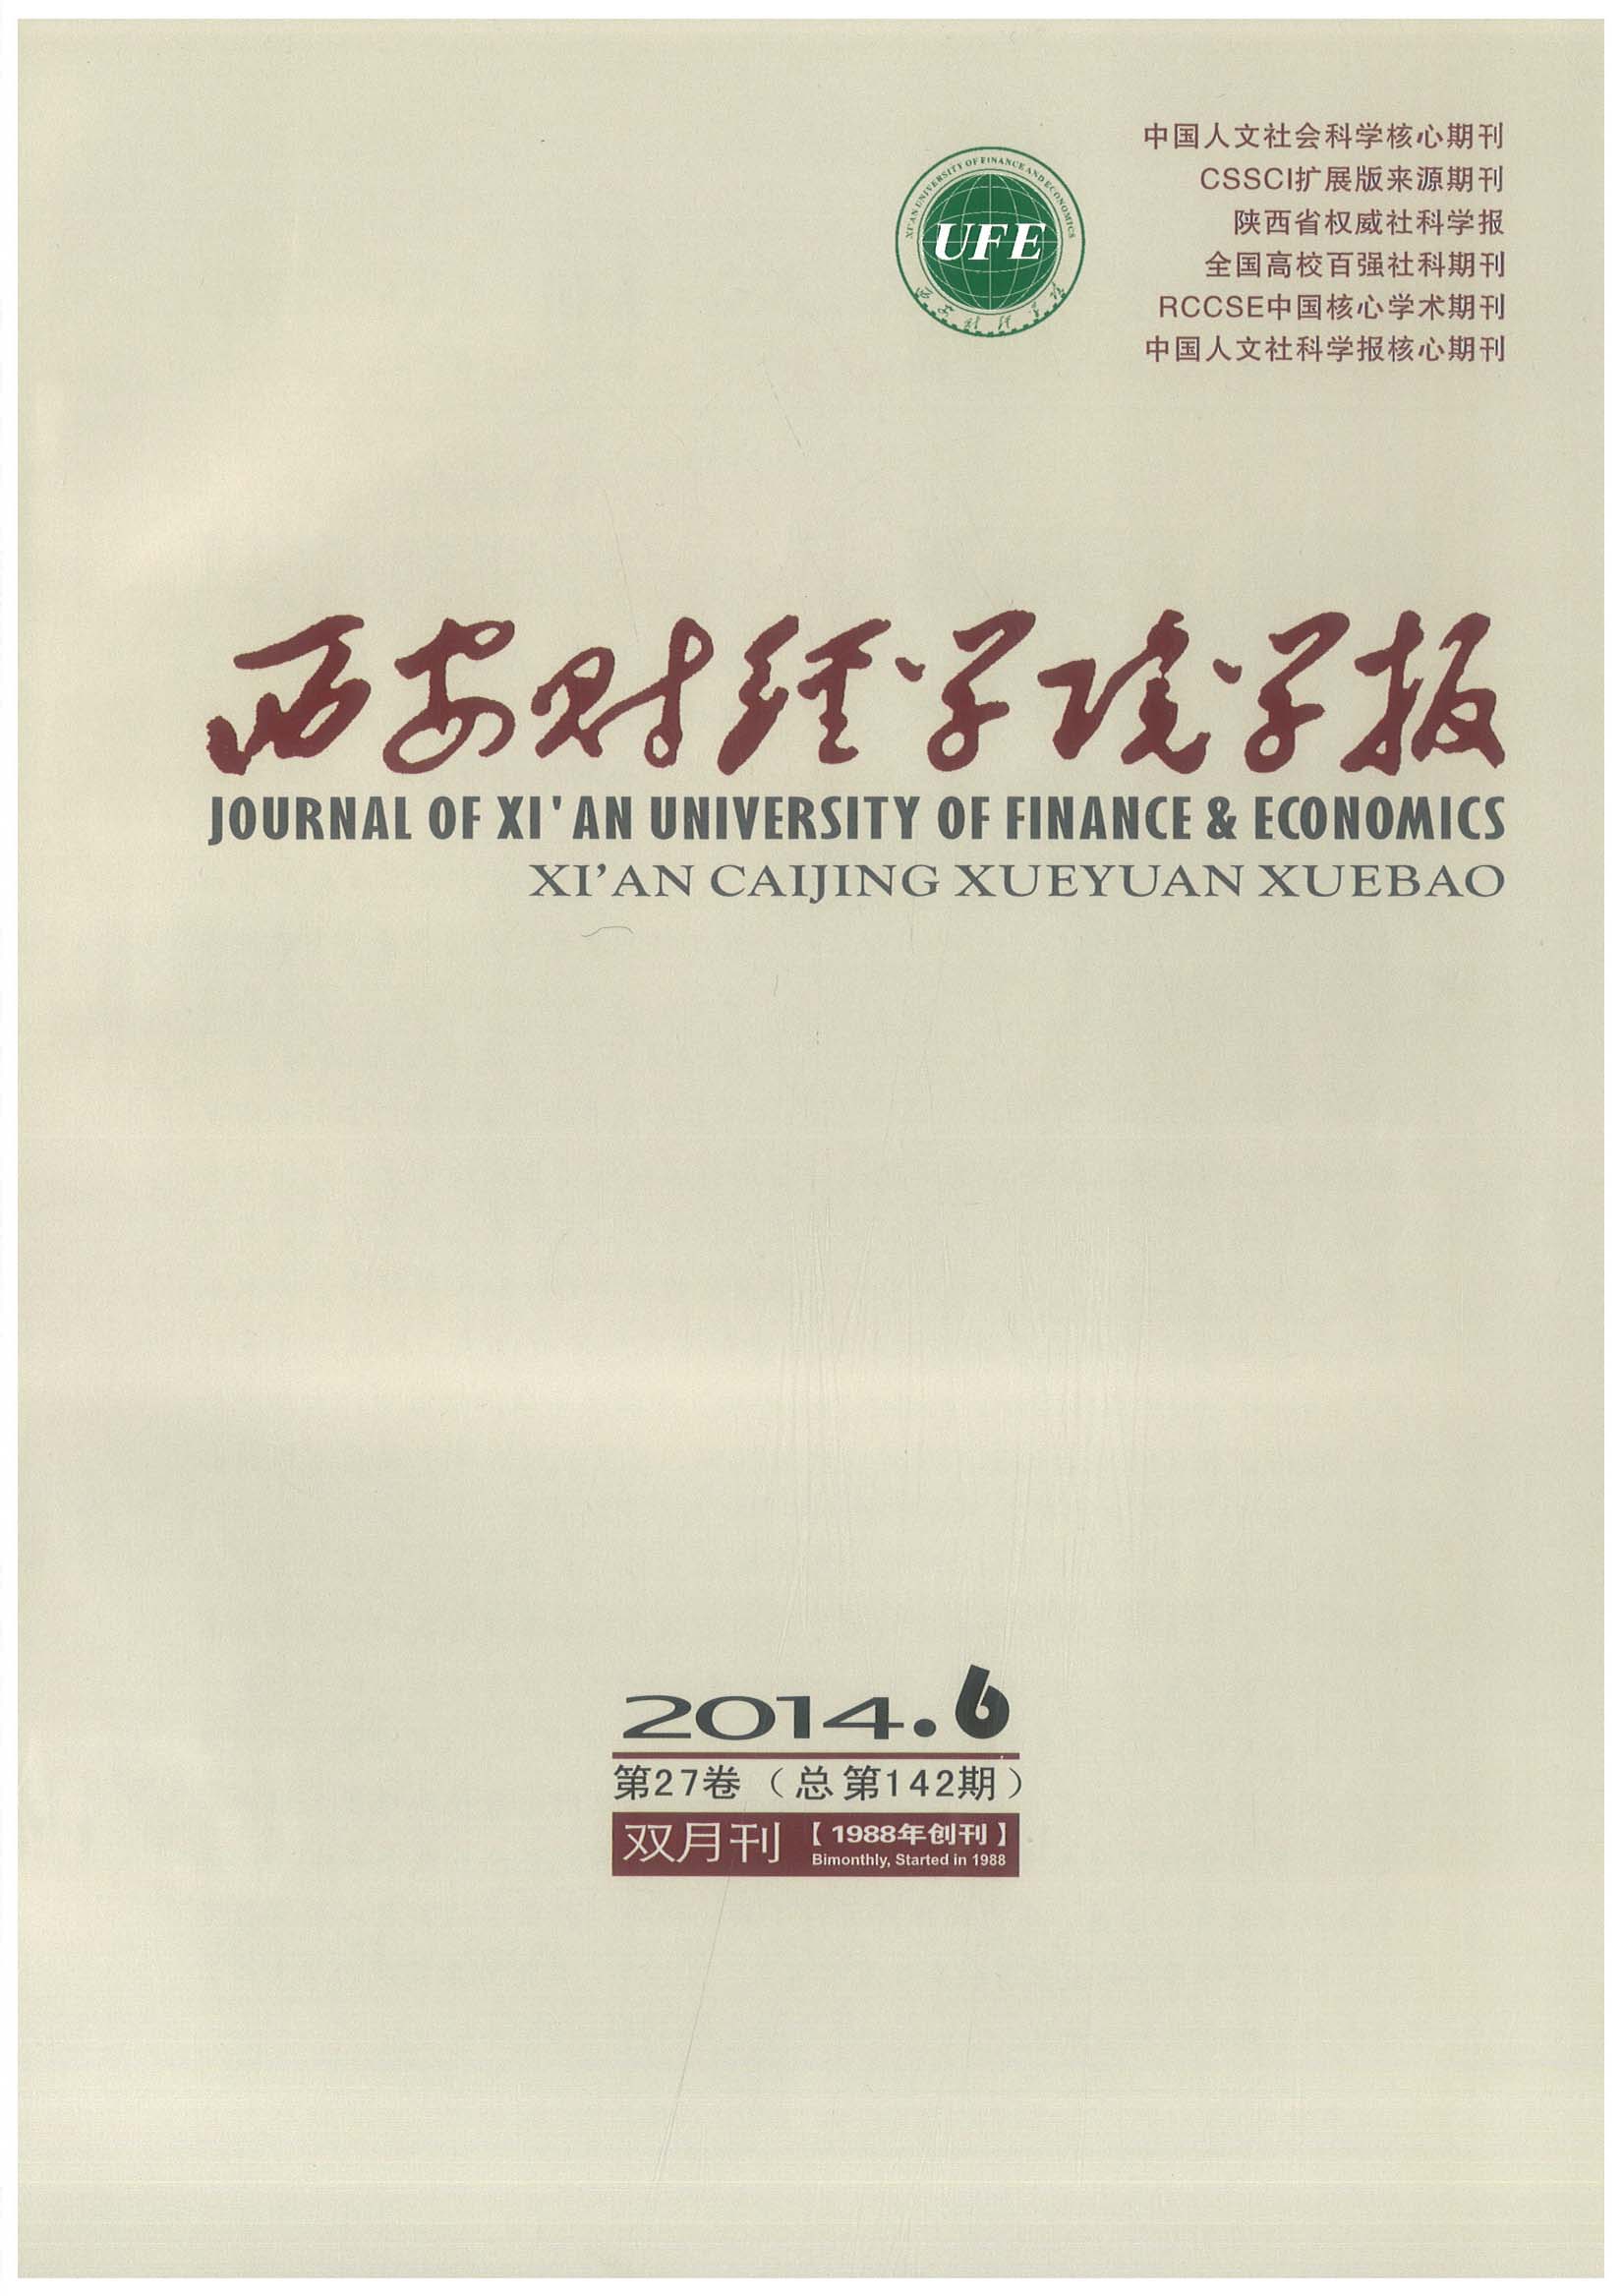 中国人文社会科学核心期刊
CSSCI扩展版来源期刊
陕西省权威社科学报
全国高校百强社科期刊
RCCSE中国核心学术期刊
中国人文社科学报核心期刊
XI'AN UNIVERSITY OF FINANCE AND ECONOMICS
UFE
西安财经学院
西安财经学院学报
JOURNAL OF XI'AN UNIVERSITY OF FINANCE & ECONOMICS
XI'AN CAIJING XUEYUAN XUEBAO
2014.6
第27卷（总第142期）
双月刊
【1988年创刊】
Bimonthly, Started in 1988